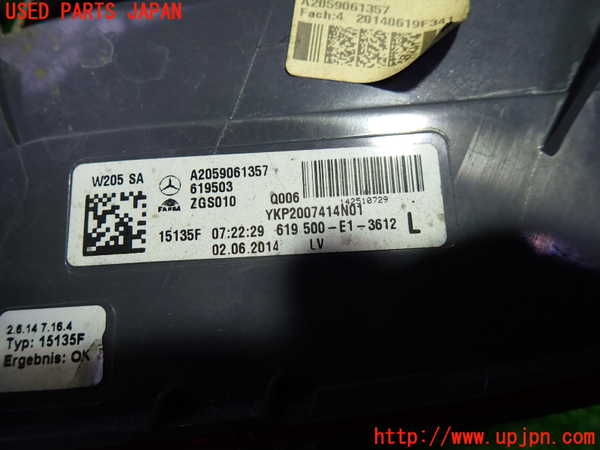 USED PARTS JAPAN
A2059061357
Fach:4 20140619F341
W205 SA
A2059061357
619503
ZGS010
Q006
142510729
YKP2007414N01
15135F 07:22:29 619 500-E1-3612 L
02.06.2014 LV
2.6.14 7.16.4
Typ: 15135F
Ergebnis: OK
http://www.upjpn.com/